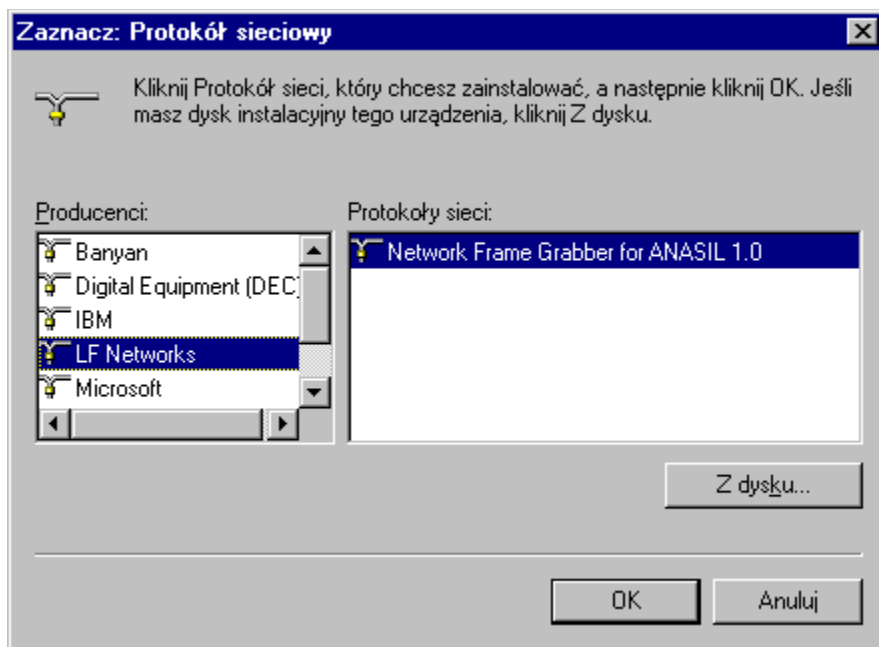 Zaznacz: Protokół sieciowy
Kliknij Protokół sieci, który chcesz zainstalować, a następnie kliknij OK. Jeśli
masz dysk instalacyjny tego urządzenia, kliknij Z dysku.
Producenci:
Banyan
Digital Equipment (DEC)
IBM
LF Networks
Microsoft
Protokoły sieci:
Network Frame Grabber for ANASIL 1.0
Z dysku...
OK
Anuluj